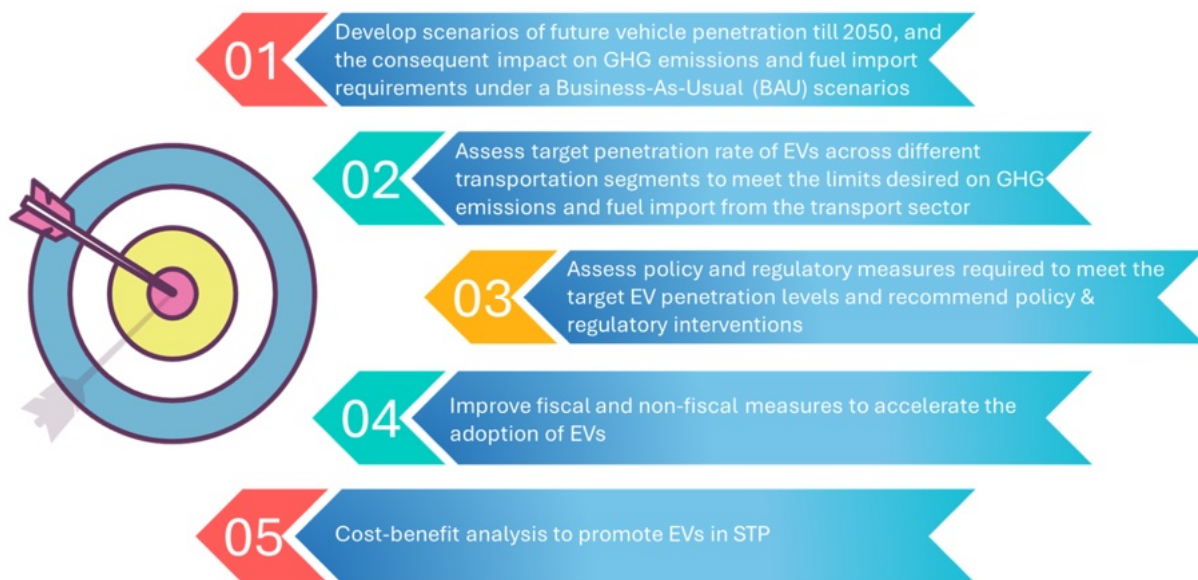 01
Develop scenarios of future vehicle penetration till 2050, and
the consequent impact on GHG emissions and fuel import
requirements under a Business-As-Usual (BAU) scenarios
02
Assess target penetration rate of EVs across different
transportation segments to meet the limits desired on GHG
emissions and fuel import from the transport sector
03
Assess policy and regulatory measures required to meet the
target EV penetration levels and recommend policy &
regulatory interventions
04
Improve fiscal and non-fiscal measures to accelerate the
adoption of EVs
05
Cost-benefit analysis to promote EVs in STP